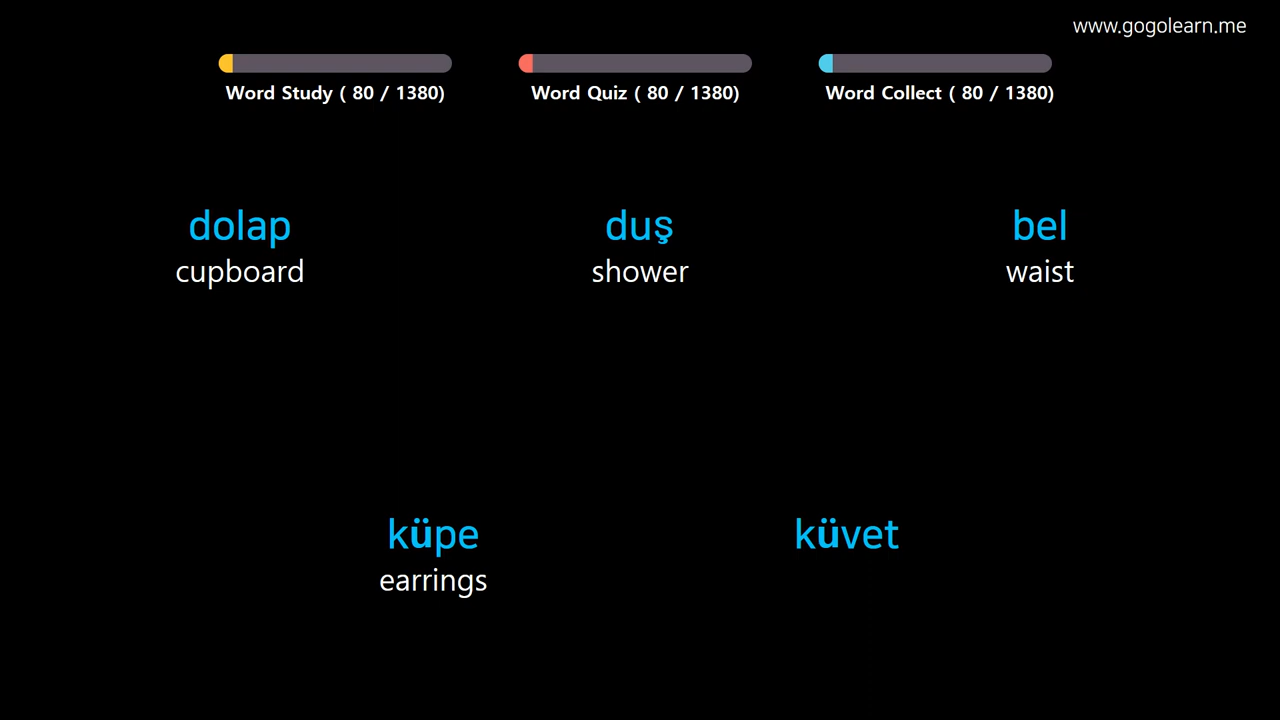 www.gogolearn.me
Word Study ( 80 / 1380)
Word Quiz ( 80 / 1380)
Word Collect ( 80 / 1380)
dolap
cupboard
duş
shower
bel
waist
küpe
earrings
küvet